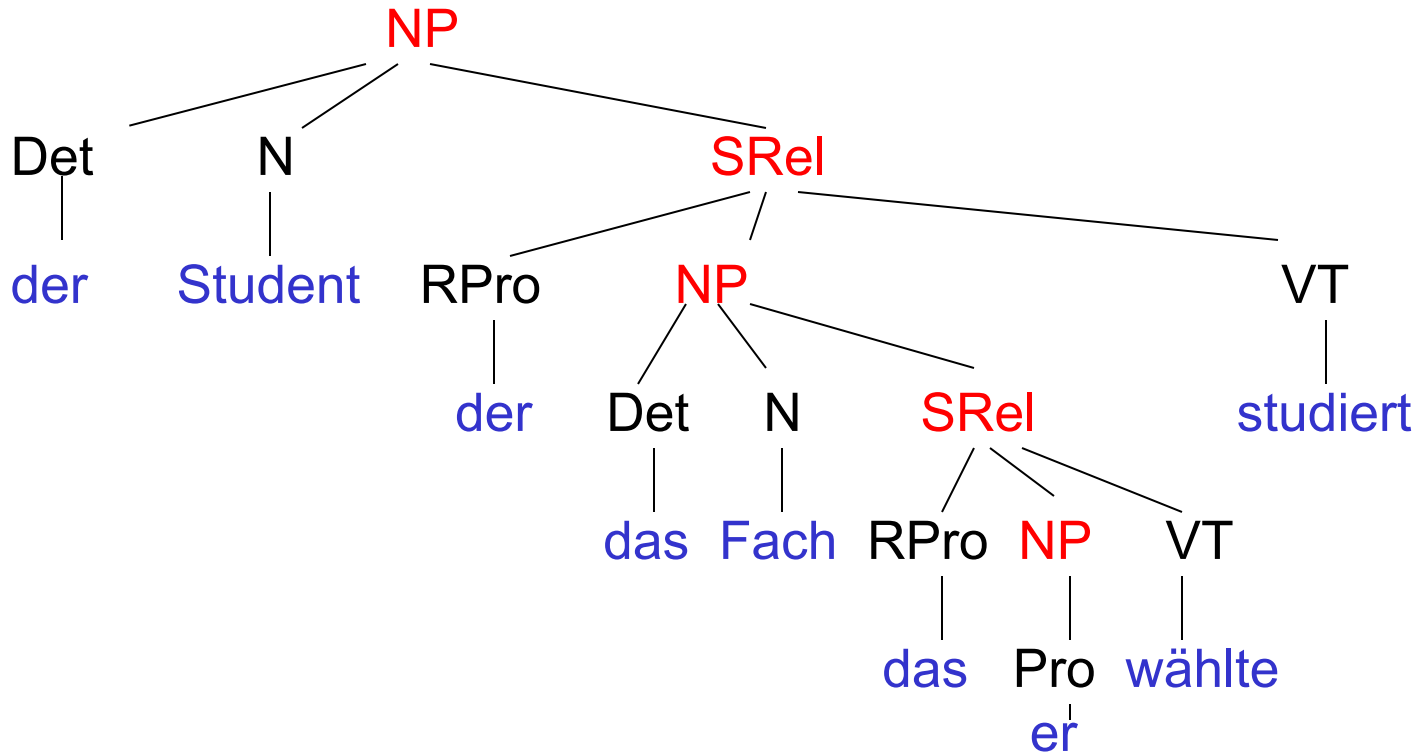 NP
Det N SRel
der Student RPro NP VT
der Det N SRel studiert
das Fach RPro NP VT
das Pro wählte
er